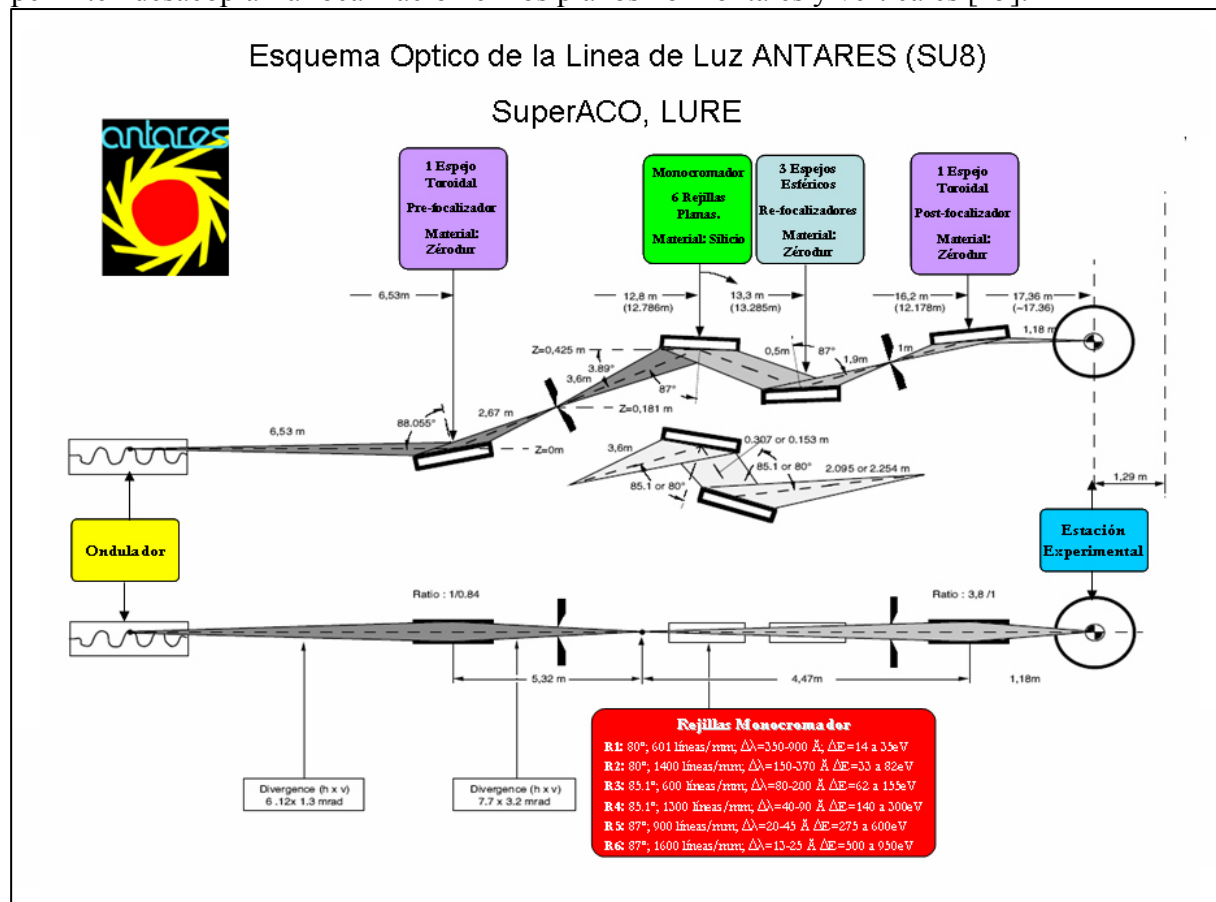 Esquema Optico de la Linea de Luz ANTARES (SU8)
SuperACO, LURE
antares
1 Espejo
Toroidal
Pre-focalizador
Material:
Zérodur
Monocromador
6 Rejillas
Planas.
Material: Silicio
3 Espejos
Esféricos
Re-focalizadores
Material:
Zérodur
1 Espejo
Toroidal
Post-focalizador
Material:
Zérodur
6,53m
12,8 m
(12.786m)
13,3 m
(13.285m)
16,2 m
(12.178m)
17,36 m
(~17.36)
1,18 m
Z=0,425 m
3.89°
3,6m
87°
0,5m
87°
1,9m
1m
88.055°
2,67 m
Z=0,181 m
6,53 m
Z=0m
3,6m
0.307 or 0.153 m
85.1 or 80°
85.1 or 80°
2.095 or 2.254 m
1,29 m
Ondulador
Estación
Experimental
Ratio : 1/0.84
Ratio : 3,8 /1
5,32 m
4,47m
1,18m
Divergence (h x v)
6 .12x 1.3 mrad
Divergence (h x v)
7.7 x 3.2 mrad
Rejillas Monocromador
R1: 80°; 601 líneas/mm; Δλ=350-900 Å; ΔE=14 a 35eV
R2: 80°; 1400 líneas/mm; Δλ=150-370 Å ΔE=33 a 82eV
R3: 85.1°; 600 líneas/mm; Δλ=80-200 Å ΔE=62 a 155eV
R4: 85.1°; 1300 líneas/mm; Δλ=40-90 Å ΔE=140 a 300eV
R5: 87°; 900 líneas/mm; Δλ=20-45 Å ΔE=275 a 600eV
R6: 87°; 1600 líneas/mm; Δλ=13-25 Å ΔE=500 a 950eV